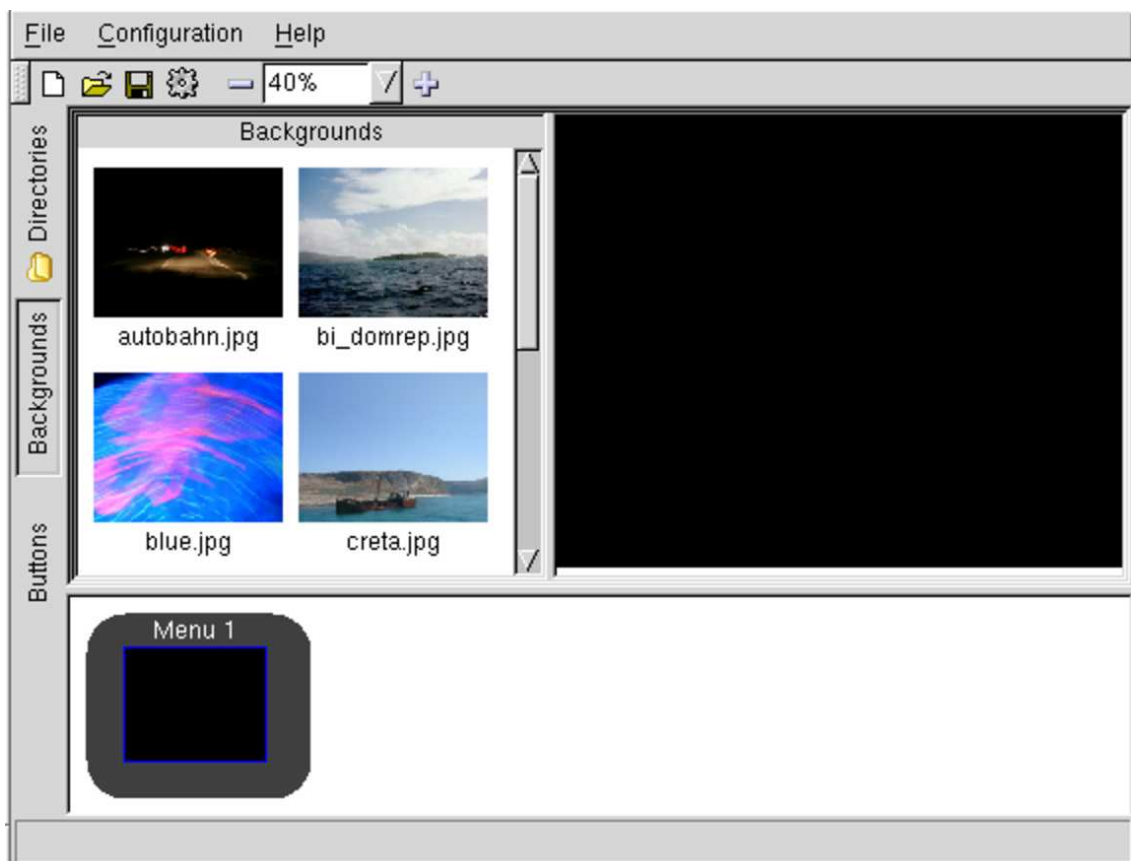 File Configuration Help
40%
Directories
Backgrounds
Buttons
Backgrounds
autobahn.jpg bi_domrep.jpg
blue.jpg creta.jpg
Menu 1